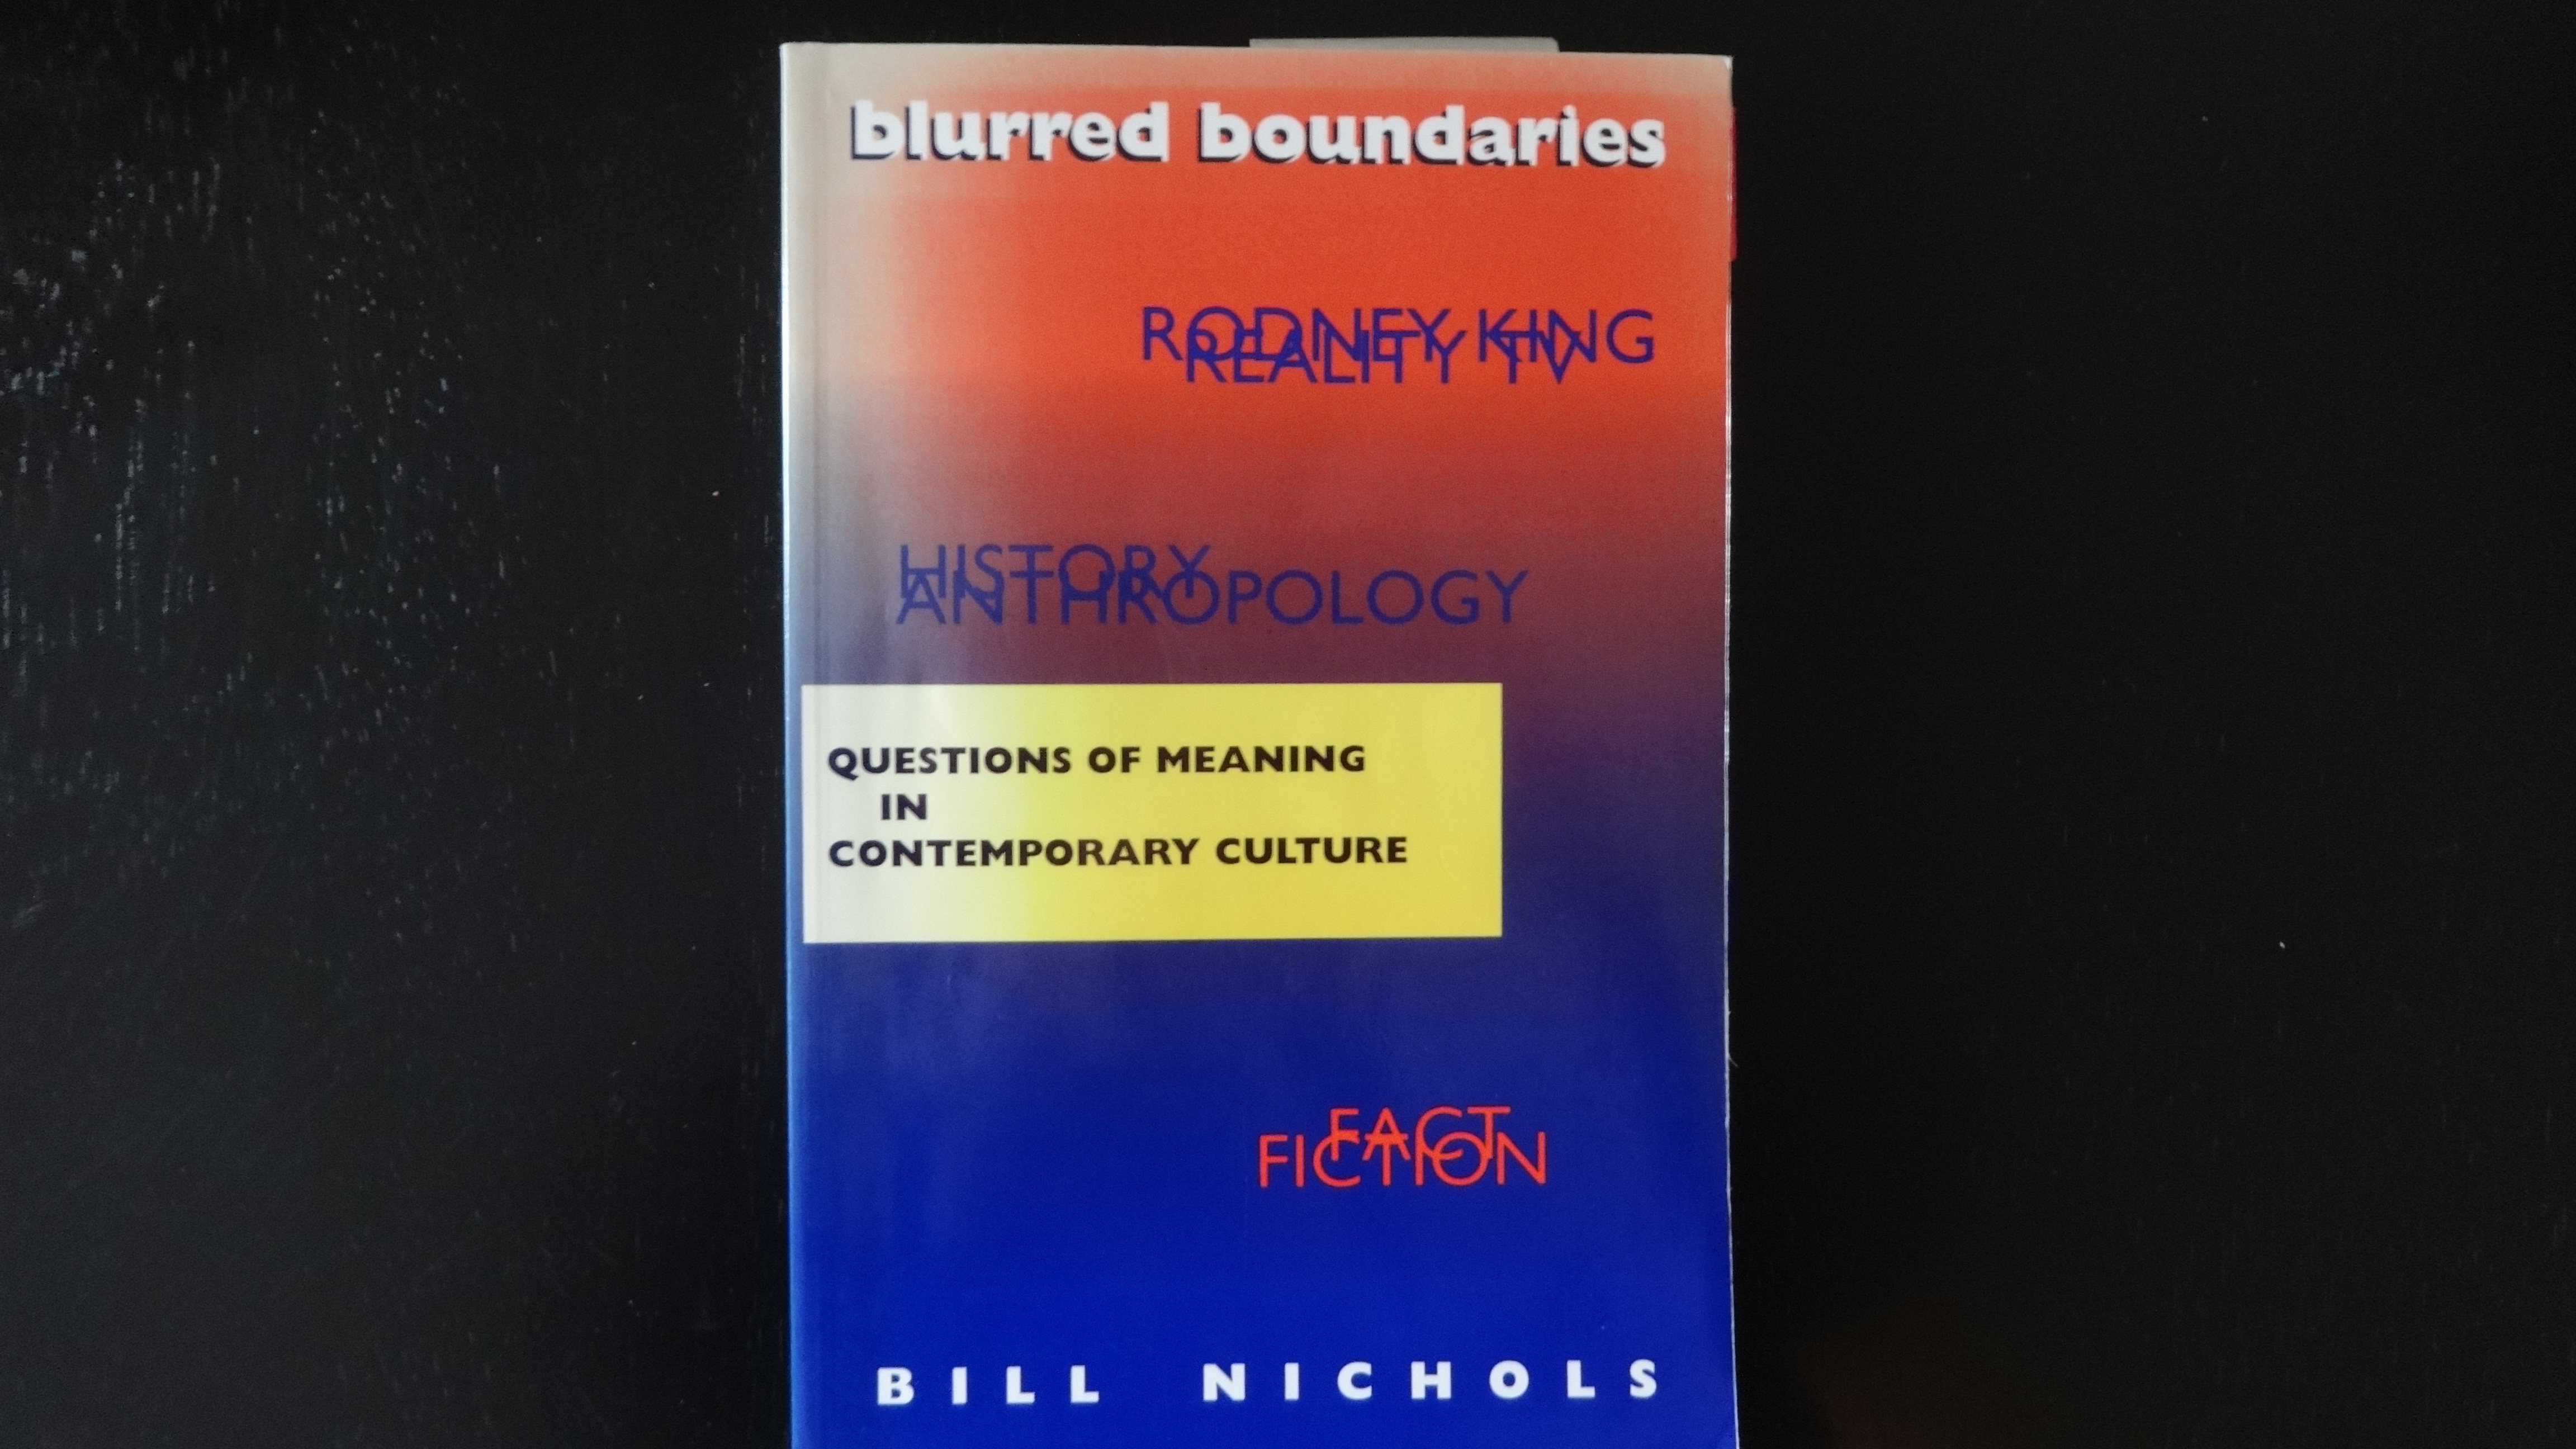 blurred boundaries
RODNEY KING
REALITY TV
HISTORY
ANTHROPOLOGY
QUESTIONS OF MEANING
IN
CONTEMPORARY CULTURE
FACT
FICTION
BILL NICHOLS